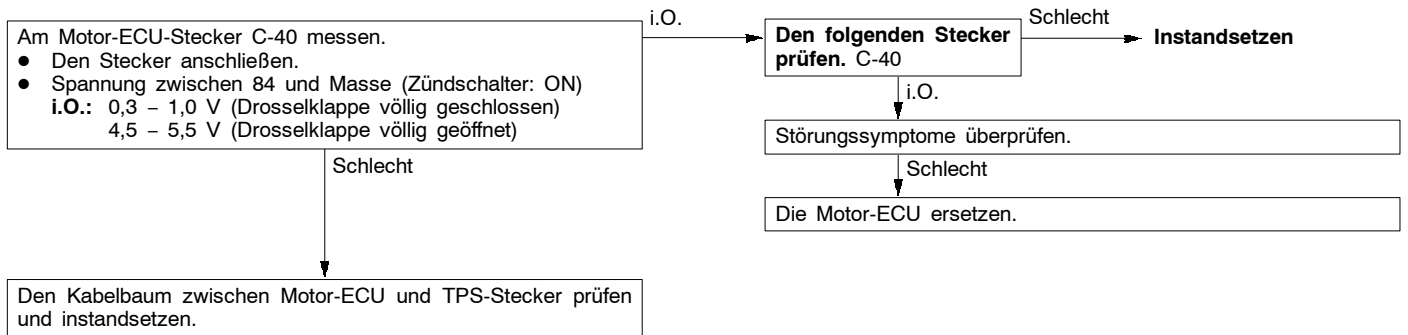 Am Motor-ECU-Stecker C-40 messen.
● Den Stecker anschließen.
● Spannung zwischen 84 und Masse (Zündschalter: ON)
i.O.: 0,3 – 1,0 V (Drosselklappe völlig geschlossen)
4,5 – 5,5 V (Drosselklappe völlig geöffnet)
i.O.
Den folgenden Stecker
prüfen. C-40
Schlecht
Instandsetzen
i.O.
Störungssymptome überprüfen.
Schlecht
Die Motor-ECU ersetzen.
Schlecht
Den Kabelbaum zwischen Motor-ECU und TPS-Stecker prüfen
und instandsetzen.